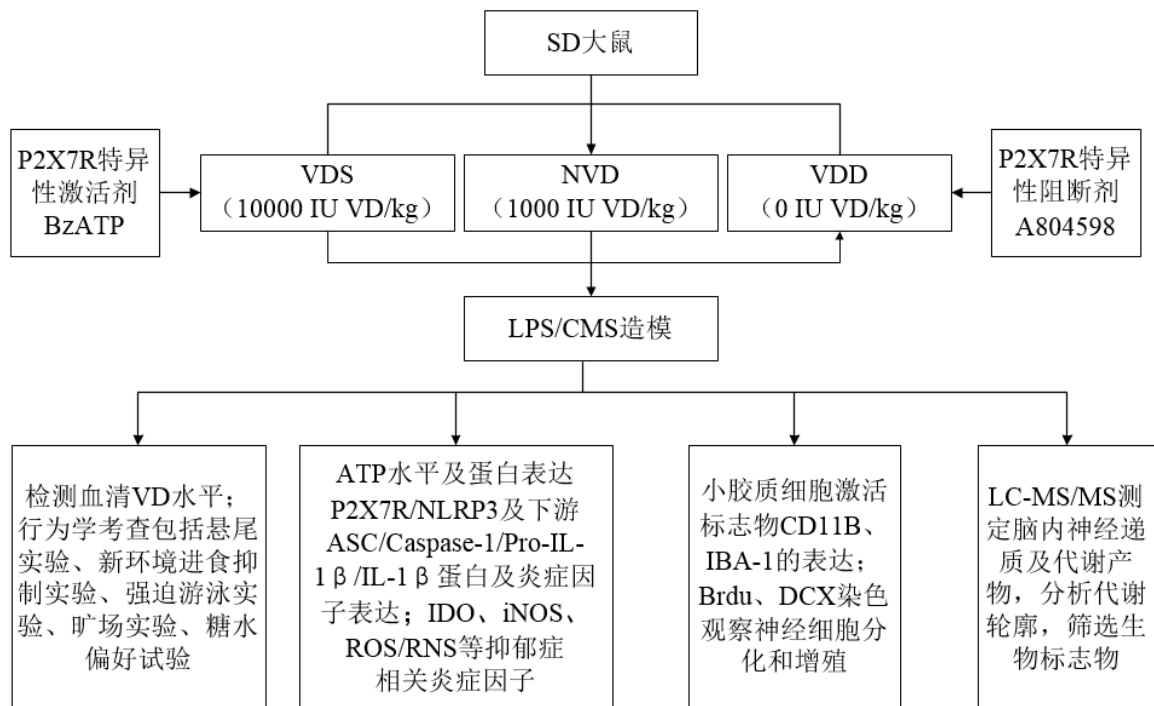 SD大鼠
P2X7R特异
性激活剂
BzATP
VDS
（10000 IU VD/kg）
NVD
（1000 IU VD/kg）
VDD
（0 IU VD/kg）
P2X7R特异
性阻断剂
A804598
LPS/CMS造模
检测血清VD水平；
行为学考查包括悬尾
实验、新环境进食抑
制实验、强迫游泳实
验、旷场实验、糖水
偏好试验
ATP水平及蛋白表达
P2X7R/NLRP3及下游
ASC/Caspase-1/Pro-IL-
1β/IL-1β蛋白及炎症因
子表达；IDO、iNOS、
ROS/RNS等抑郁症
相关炎症因子
小胶质细胞激活
标志物CD11B、
IBA-1的表达；
Brdu、DCX染色
观察神经细胞分
化和增殖
LC-MS/MS测
定脑内神经递
质及代谢产
物，分析代谢
轮廓，筛选生
物标志物